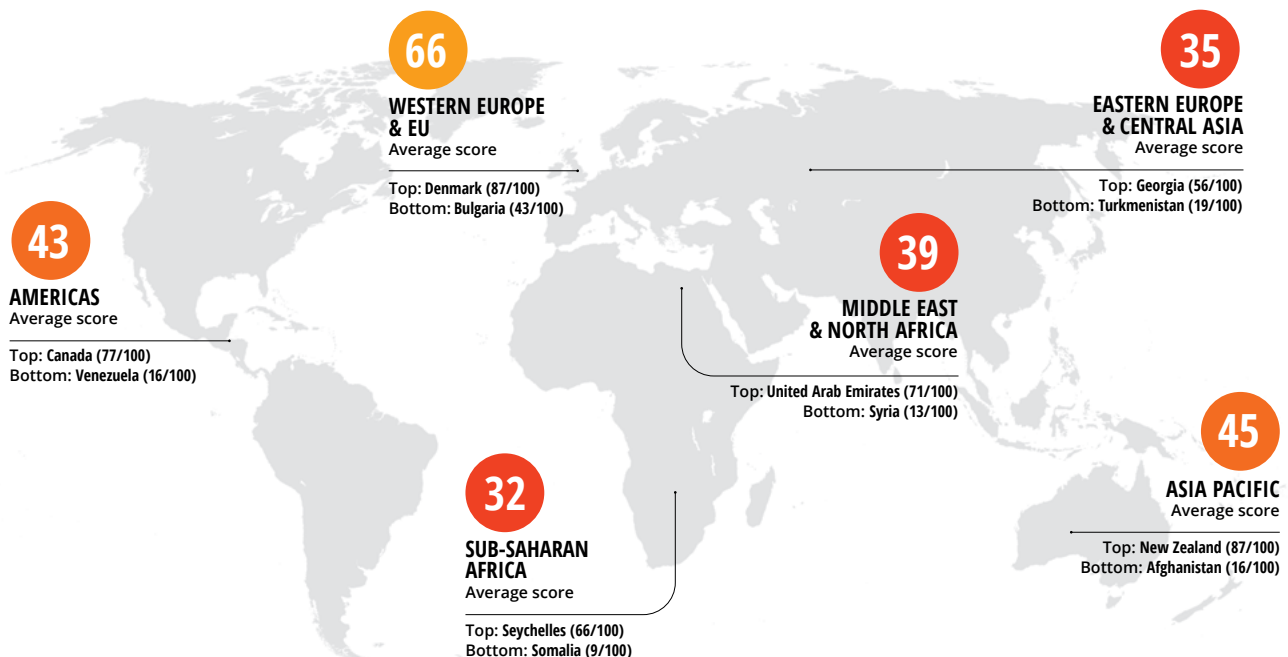 66
WESTERN EUROPE
& EU
Average score
Top: Denmark (87/100)
Bottom: Bulgaria (43/100)
35
EASTERN EUROPE
& CENTRAL ASIA
Average score
Top: Georgia (56/100)
Bottom: Turkmenistan (19/100)
43
AMERICAS
Average score
Top: Canada (77/100)
Bottom: Venezuela (16/100)
39
MIDDLE EAST
& NORTH AFRICA
Average score
Top: United Arab Emirates (71/100)
Bottom: Syria (13/100)
32
SUB-SAHARAN
AFRICA
Average score
Top: Seychelles (66/100)
Bottom: Somalia (9/100)
45
ASIA PACIFIC
Average score
Top: New Zealand (87/100)
Bottom: Afghanistan (16/100)